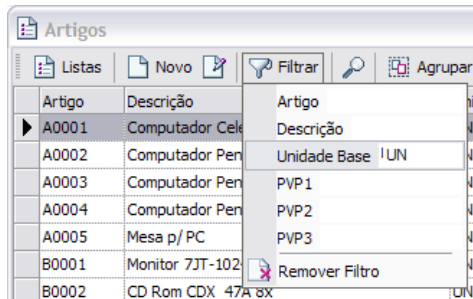 Artigos
Listas Novo Filtrar Agrupar
Artigo Descrição
A0001 Computador Cele
A0002 Computador Pen
A0003 Computador Pen
A0004 Computador Pen
A0005 Mesa p/ PC
B0001 Monitor 7JT-102
B0002 CD Rom CDX 47A 8x UN
Artigo
Descrição
Unidade Base UN
PVP1
PVP2
PVP3
Remover Filtro